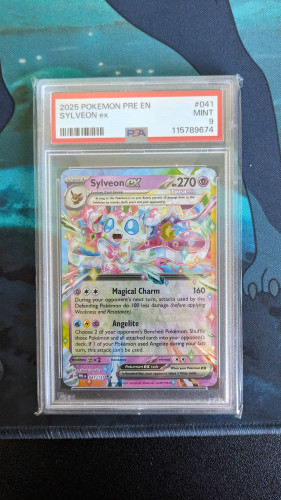 2025 POKEMON PRE EN #041
SYLVEON ex MINT
9
PSA 115789674
Sylveon ex HP 270
Magical Charm 160
During your opponent's next turn, attacks used by the
Defending Pokémon do 100 less damage (before applying
Weakness and Resistance).
Angelite
Choose 2 of your opponent's Benched Pokémon. Shuffle
those Pokémon and all attached cards into your opponent's
deck. If 1 of your Pokémon used Angelite during your last
turn, this attack can't be used.
×2
Pokémon ex rule